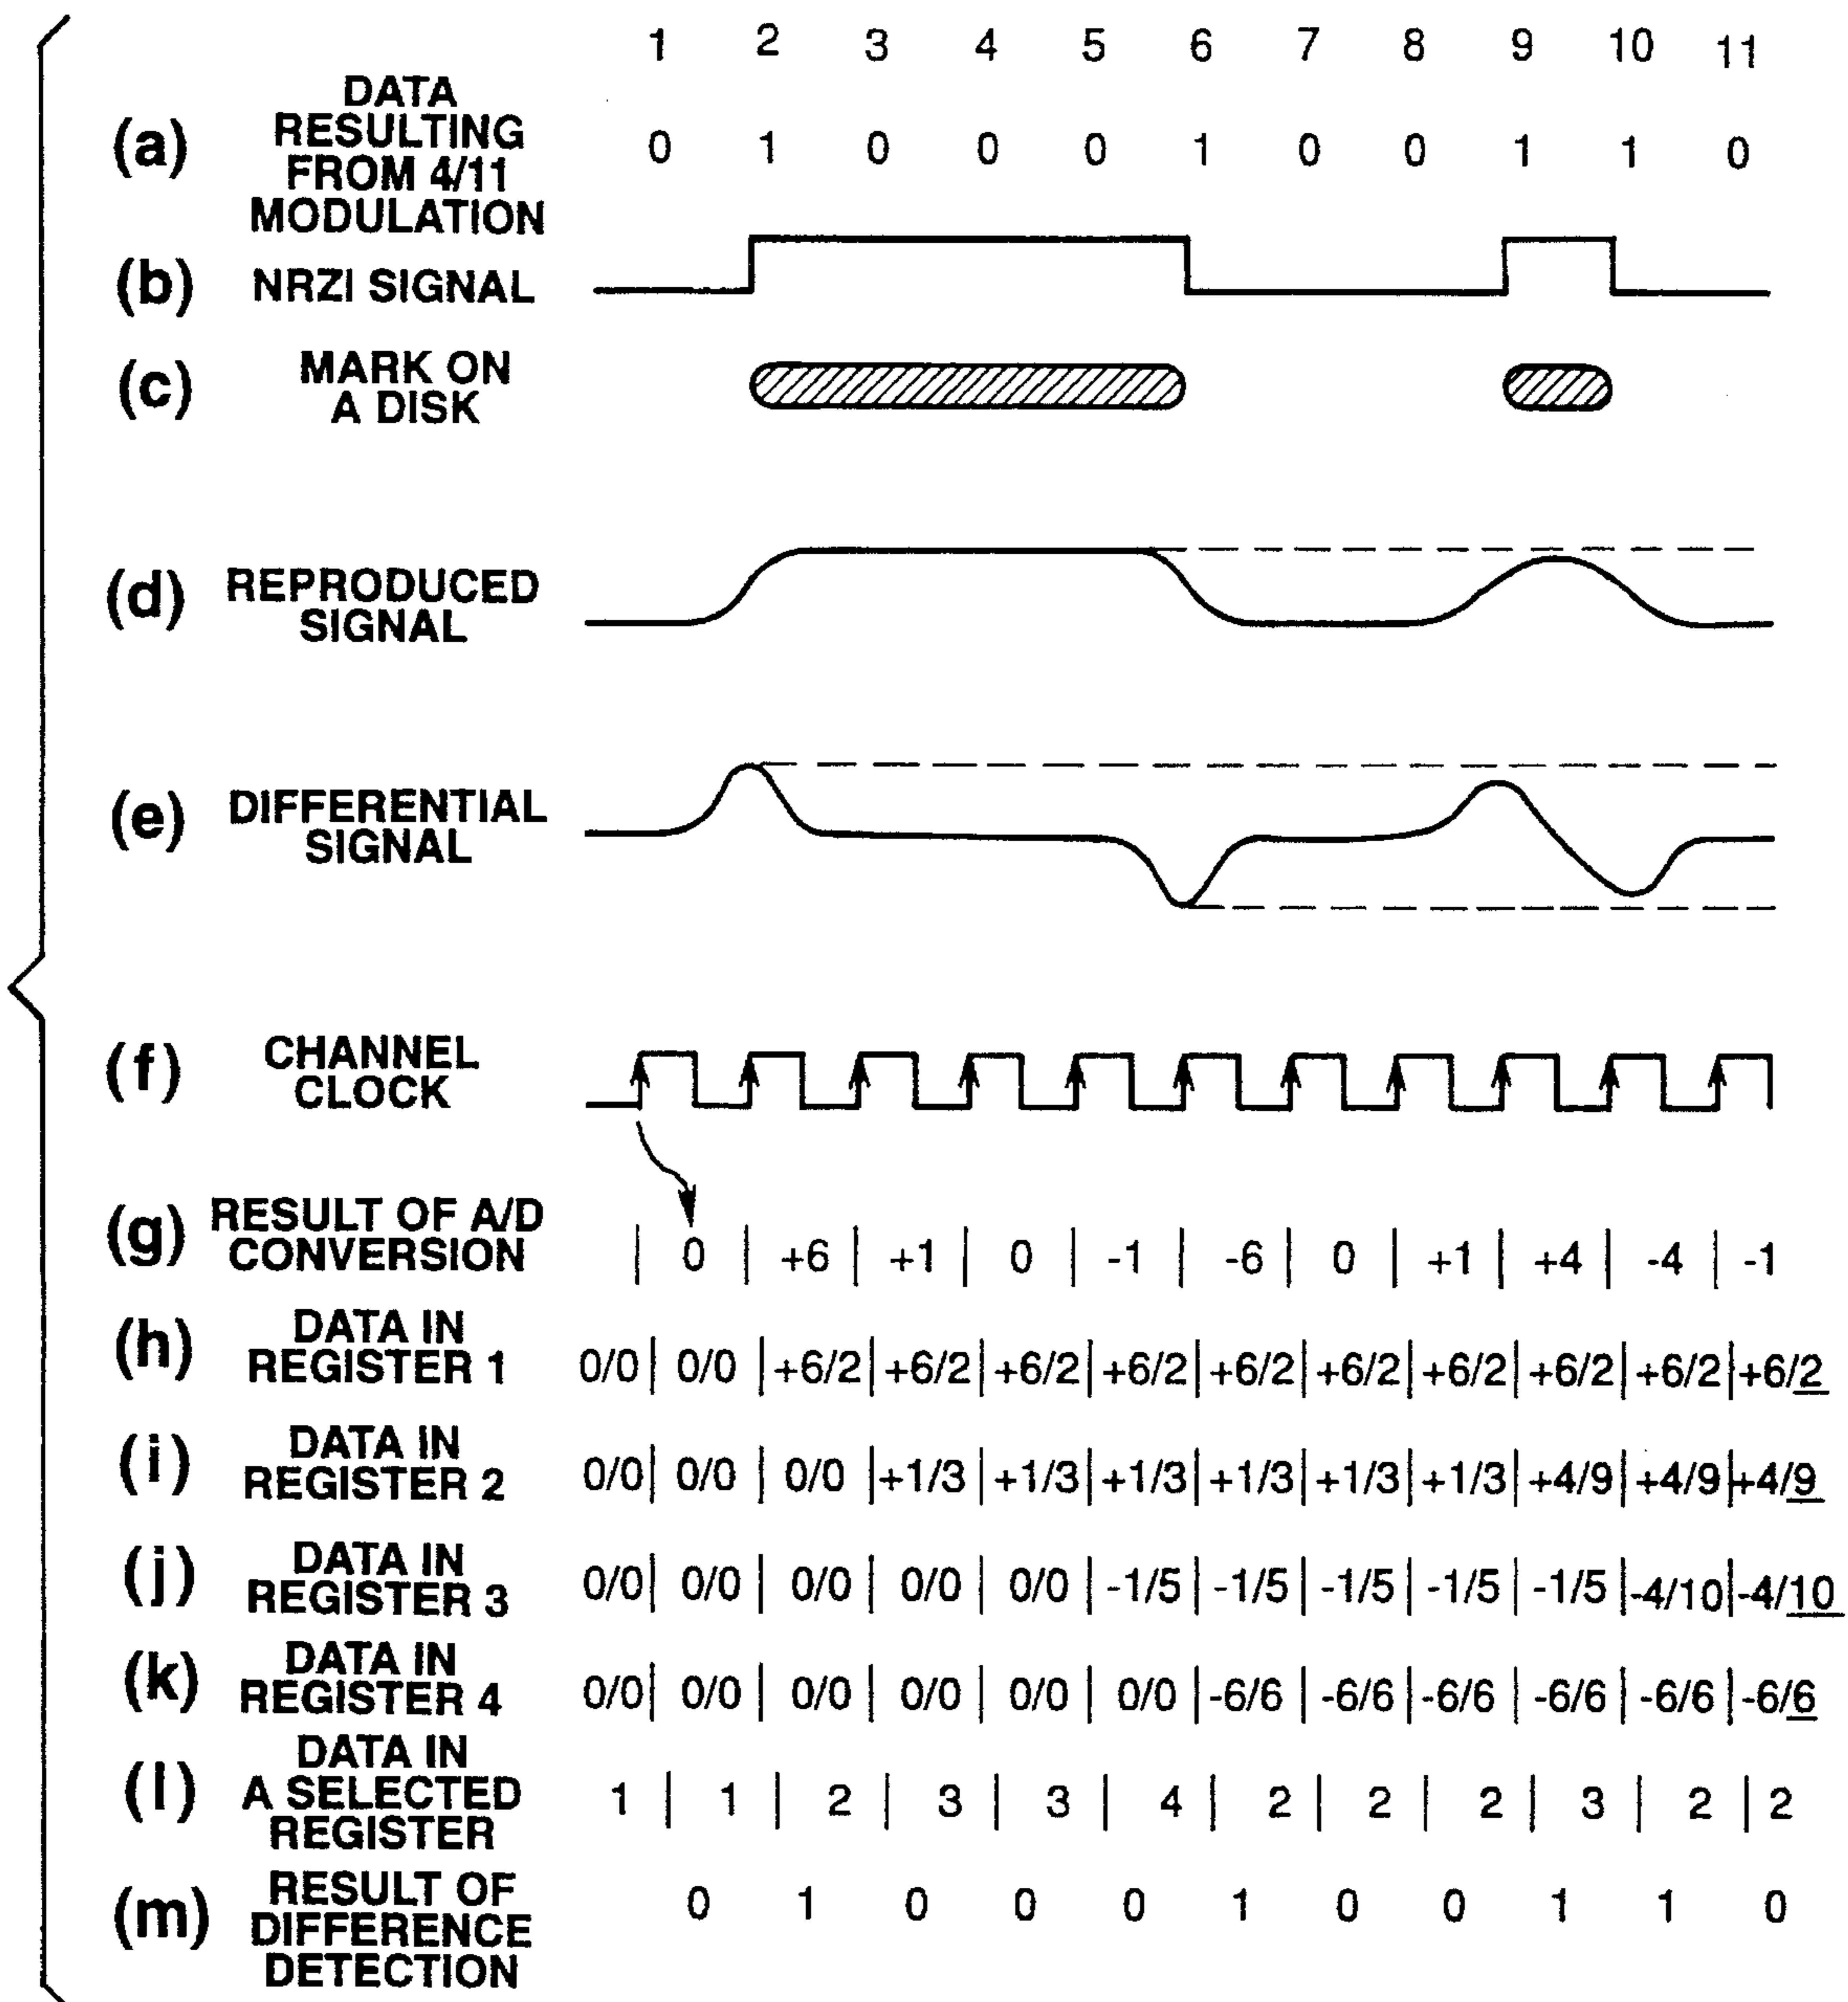 1 2 3 4 5 6 7 8 9 10 11
(a) DATA RESULTING FROM 4/11 MODULATION 0 1 0 0 0 1 0 0 1 1 0
(b) NRZI SIGNAL
(c) MARK ON A DISK
(d) REPRODUCED SIGNAL
(e) DIFFERENTIAL SIGNAL
(f) CHANNEL CLOCK
(g) RESULT OF A/D CONVERSION | 0 | +6 | +1 | 0 | -1 | -6 | 0 | +1 | +4 | -4 | -1
(h) DATA IN REGISTER 1 0/0 | 0/0 | +6/2 | +6/2 | +6/2 | +6/2 | +6/2 | +6/2 | +6/2 | +6/2 | +6/2 | +6/2
(i) DATA IN REGISTER 2 0/0 | 0/0 | 0/0 | +1/3 | +1/3 | +1/3 | +1/3 | +1/3 | +1/3 | +4/9 | +4/9 | +4/9
(j) DATA IN REGISTER 3 0/0 | 0/0 | 0/0 | 0/0 | 0/0 | -1/5 | -1/5 | -1/5 | -1/5 | -1/5 | -4/10 | -4/10
(k) DATA IN REGISTER 4 0/0 | 0/0 | 0/0 | 0/0 | 0/0 | 0/0 | -6/6 | -6/6 | -6/6 | -6/6 | -6/6 | -6/6
(l) DATA IN A SELECTED REGISTER 1 | 1 | 2 | 3 | 3 | 4 | 2 | 2 | 2 | 3 | 2 | 2
(m) RESULT OF DIFFERENCE DETECTION 0 1 0 0 0 1 0 0 1 1 0